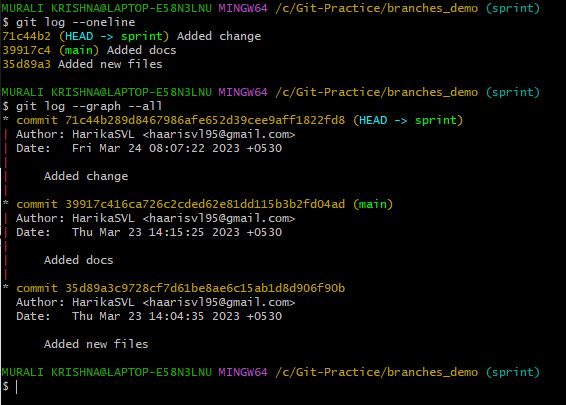 MURALI KRISHNA@LAPTOP-E58N3LNU MINGW64 /c/Git-Practice/branches_demo (sprint)
$ git log --oneline
71c44b2 (HEAD -> sprint) Added change
39917c4 (main) Added docs
35d89a3 Added new files
MURALI KRISHNA@LAPTOP-E58N3LNU MINGW64 /c/Git-Practice/branches_demo (sprint)
$ git log --graph --all
* commit 71c44b289d8467986afe652d39cee9aff1822fd8 (HEAD -> sprint)
| Author: HarikaSVL <haarisvl95@gmail.com>
| Date:   Fri Mar 24 08:07:22 2023 +0530
|
|     Added change
|
* commit 39917c416ca726c2cded62e81dd115b3b2fd04ad (main)
| Author: HarikaSVL <haarisvl95@gmail.com>
| Date:   Thu Mar 23 14:15:25 2023 +0530
|
|     Added docs
|
* commit 35d89a3c9728cf7d61be8ae6c15ab1d8d906f90b
  Author: HarikaSVL <haarisvl95@gmail.com>
  Date:   Thu Mar 23 14:04:35 2023 +0530
      Added new files
MURALI KRISHNA@LAPTOP-E58N3LNU MINGW64 /c/Git-Practice/branches_demo (sprint)
$